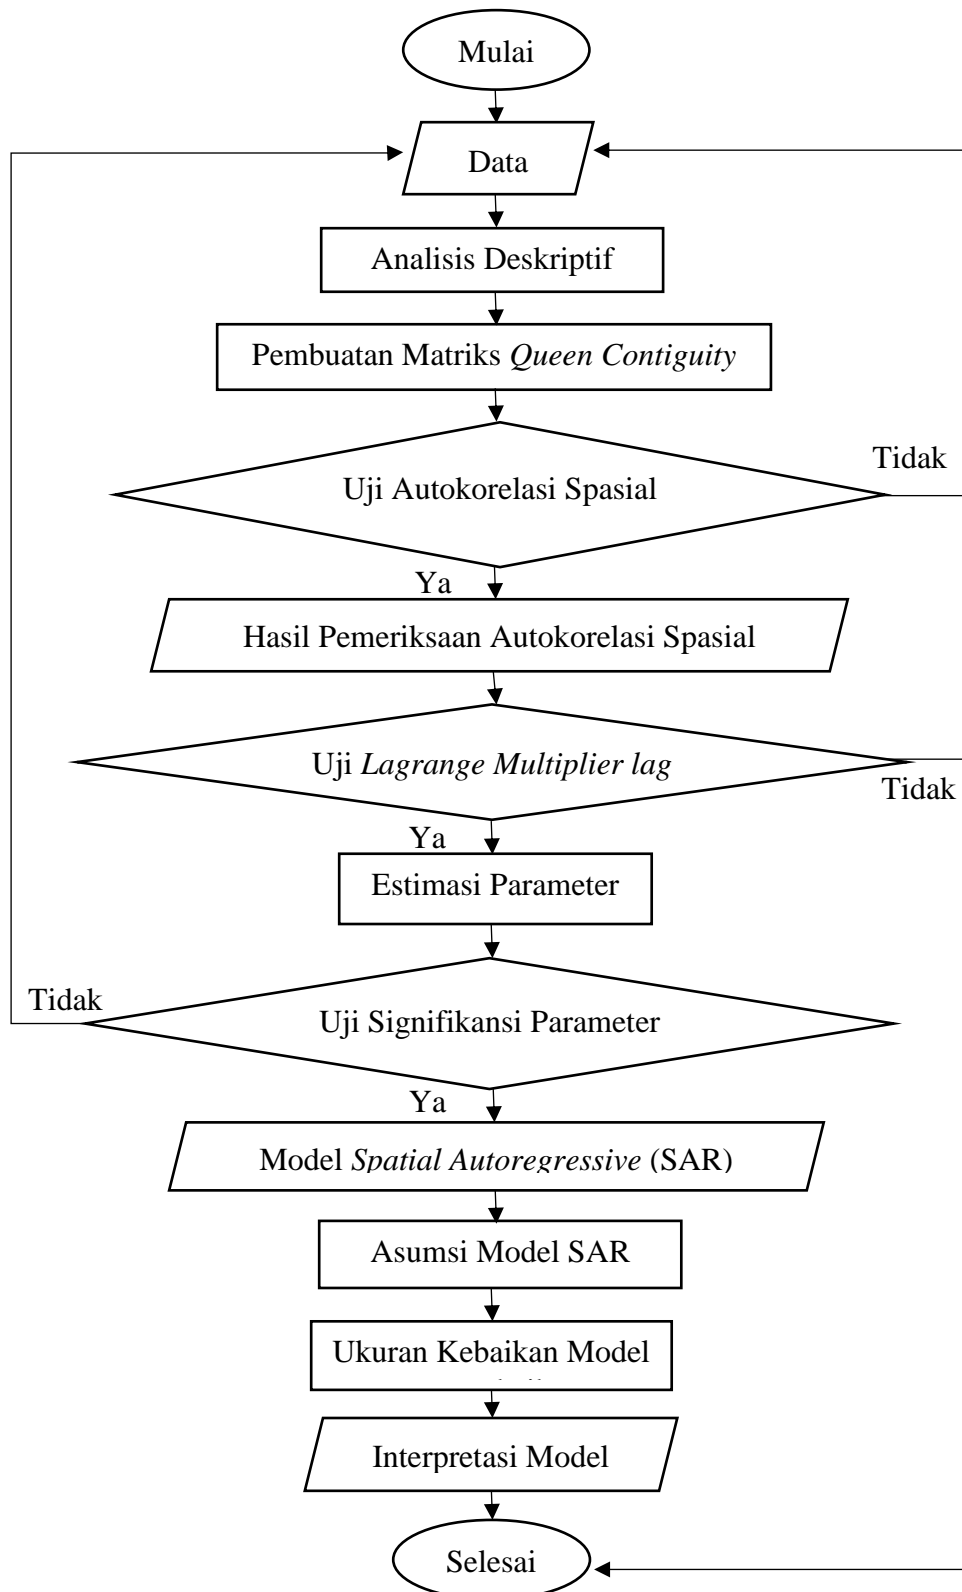 Mulai
Data
Analisis Deskriptif
Pembuatan Matriks Queen Contiguity
Tidak
Uji Autokorelasi Spasial
Ya
Hasil Pemeriksaan Autokorelasi Spasial
Uji Lagrange Multiplier lag
Tidak
Ya
Estimasi Parameter
Tidak
Uji Signifikansi Parameter
Ya
Model Spatial Autoregressive (SAR)
Asumsi Model SAR
Ukuran Kebaikan Model
Interpretasi Model
Selesai